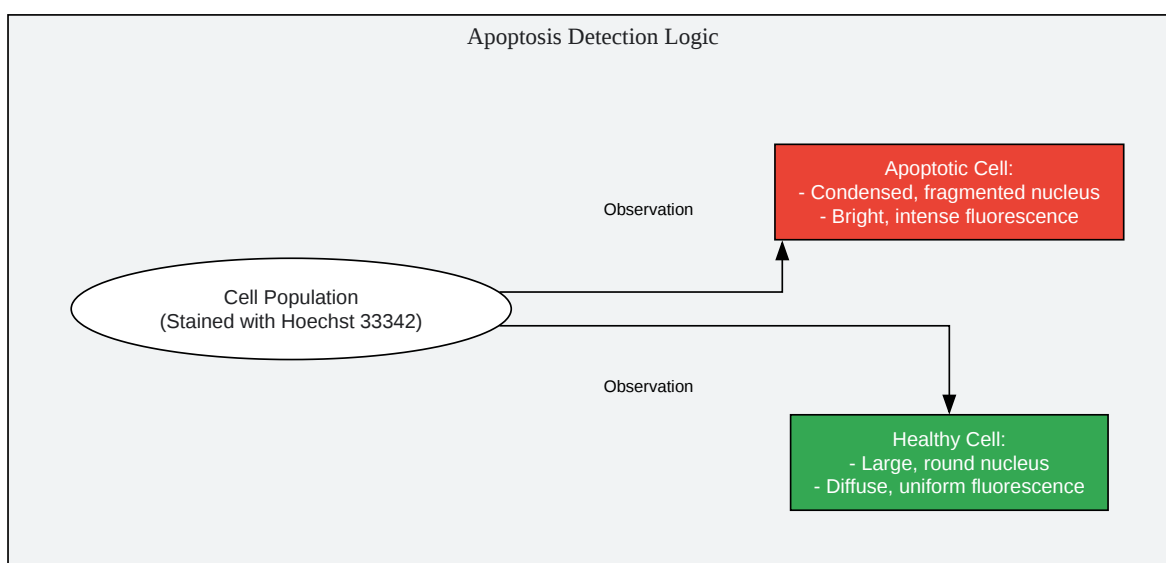 Apoptosis Detection Logic
Apoptotic Cell:
- Condensed, fragmented nucleus
- Bright, intense fluorescence
Observation
Cell Population
(Stained with Hoechst 33342)
Observation
Healthy Cell:
- Large, round nucleus
- Diffuse, uniform fluorescence